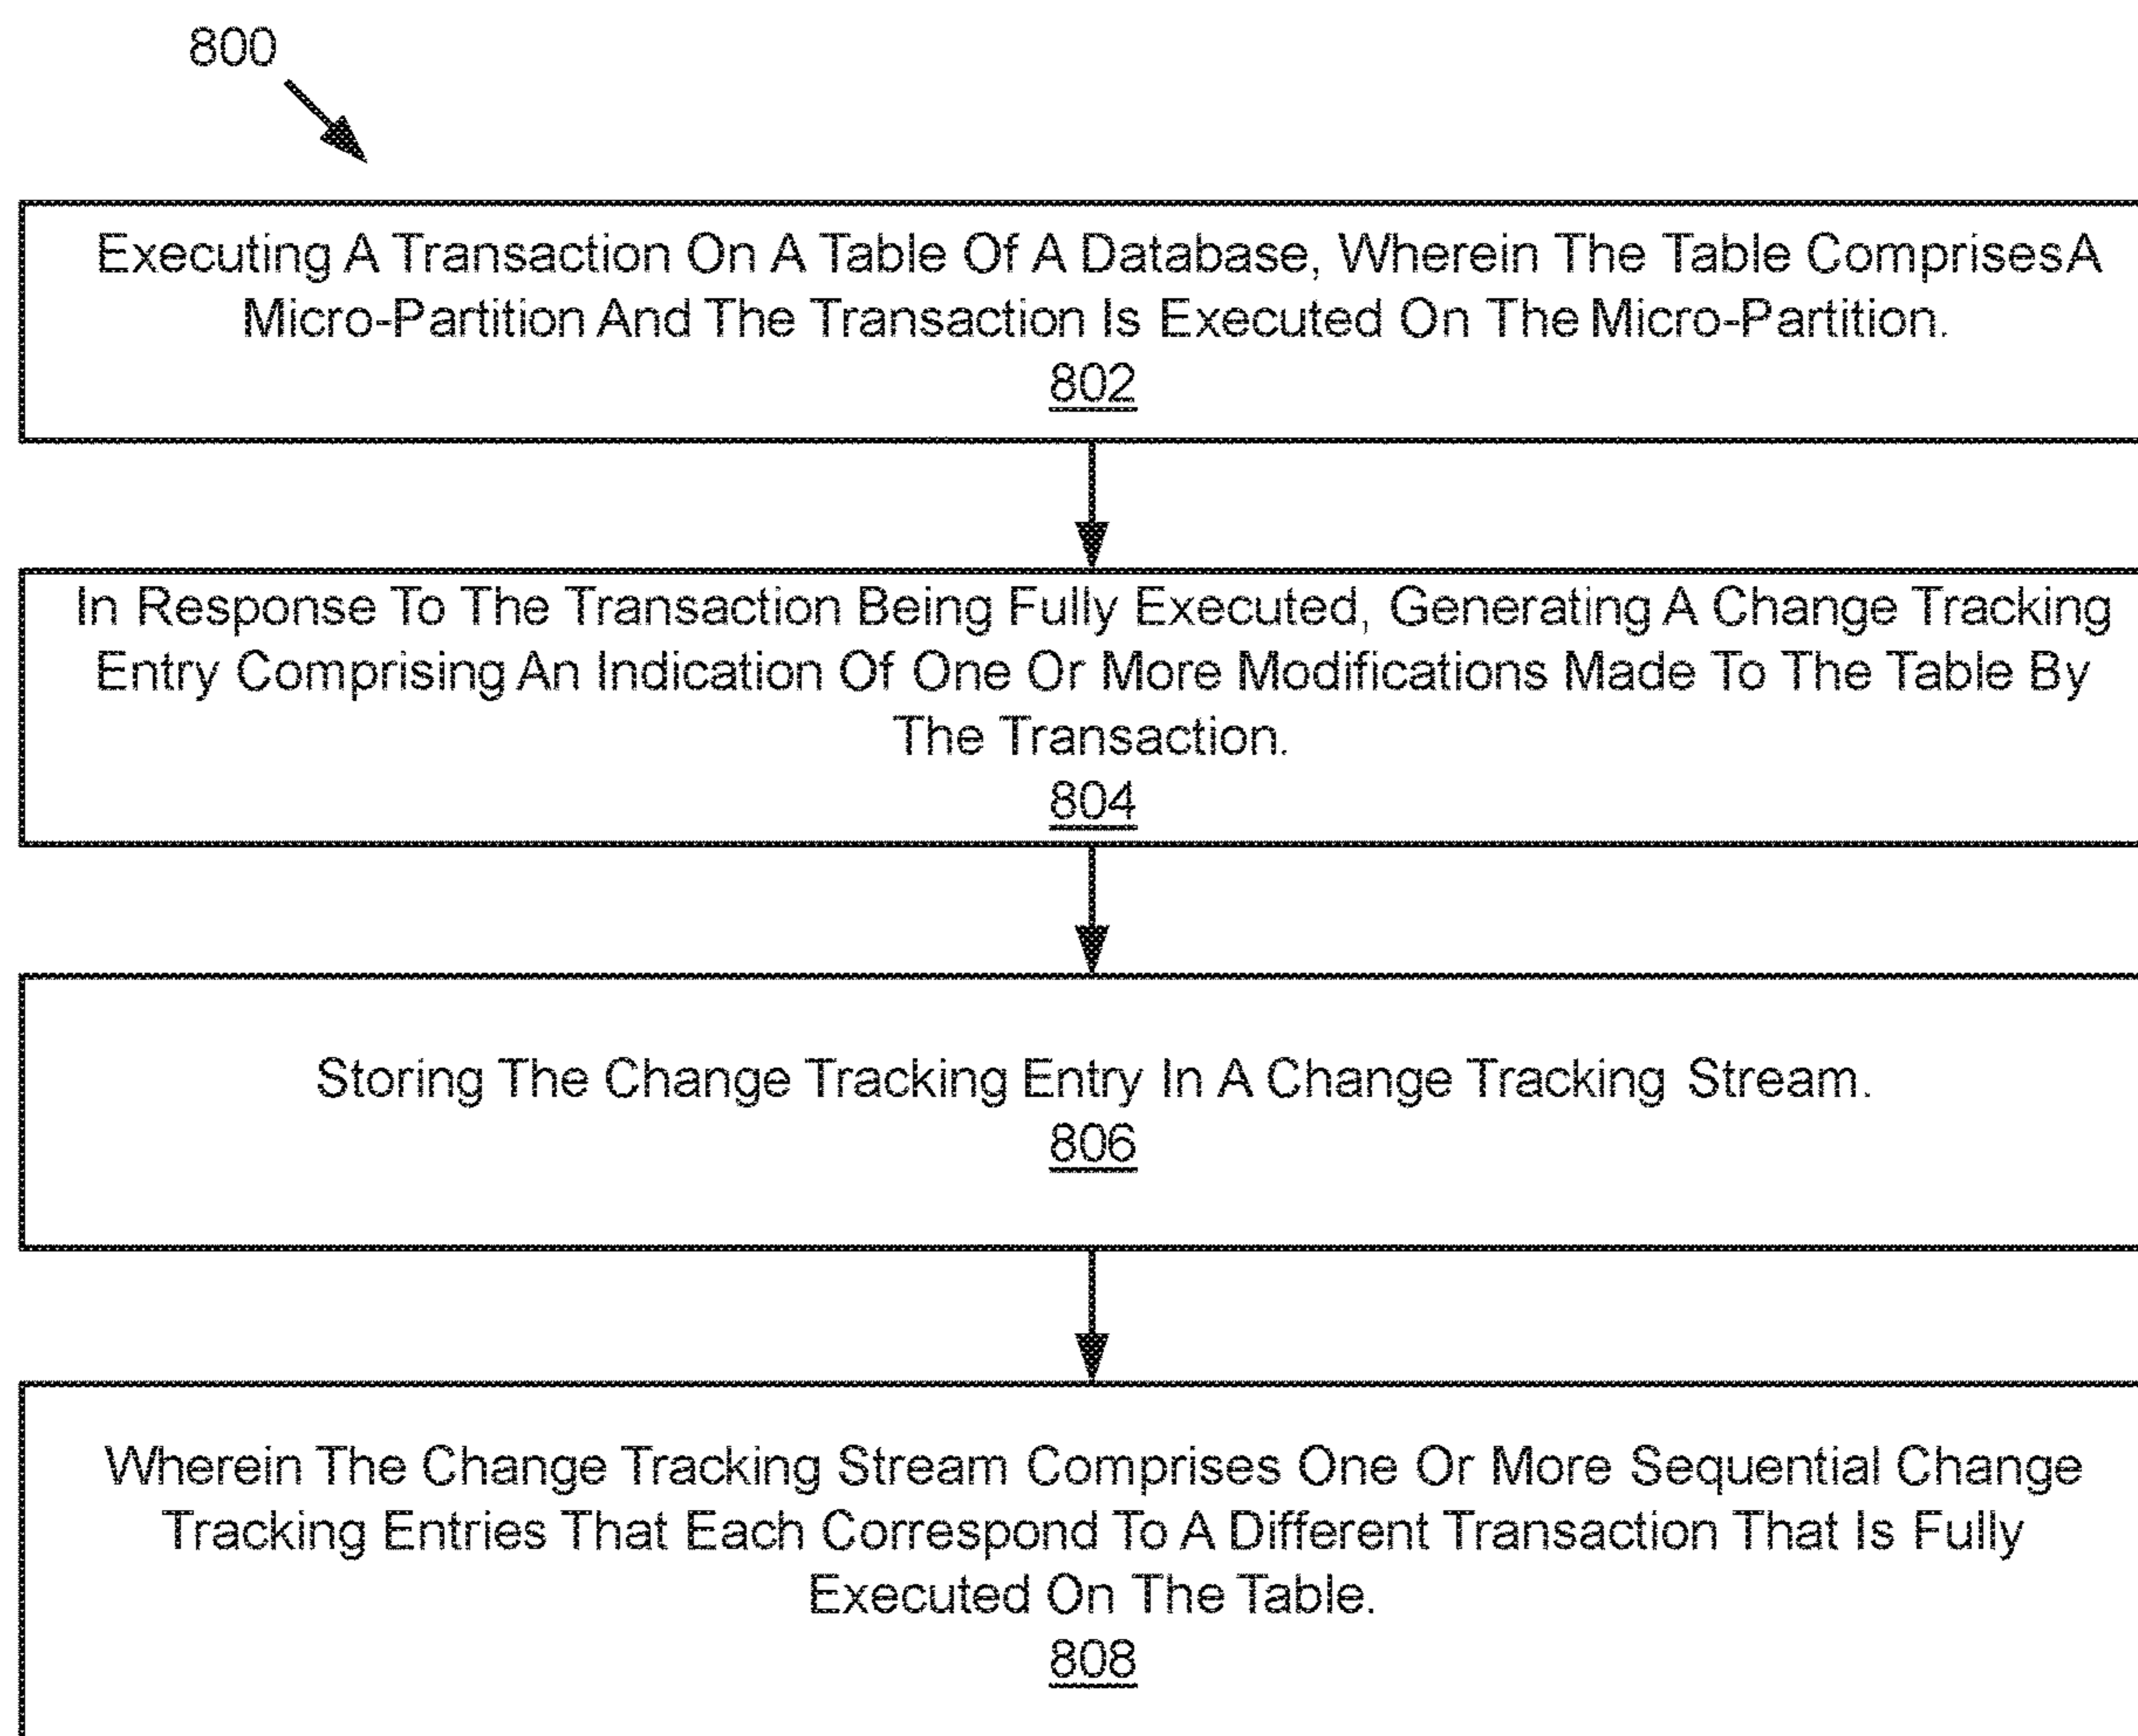 800
Executing A Transaction On A Table Of A Database, Wherein The Table Comprises A
Micro-Partition And The Transaction Is Executed On The Micro-Partition.
802
In Response To The Transaction Being Fully Executed, Generating A Change Tracking
Entry Comprising An Indication Of One Or More Modifications Made To The Table By
The Transaction.
804
Storing The Change Tracking Entry In A Change Tracking Stream.
806
Wherein The Change Tracking Stream Comprises One Or More Sequential Change
Tracking Entries That Each Correspond To A Different Transaction That Is Fully
Executed On The Table.
808